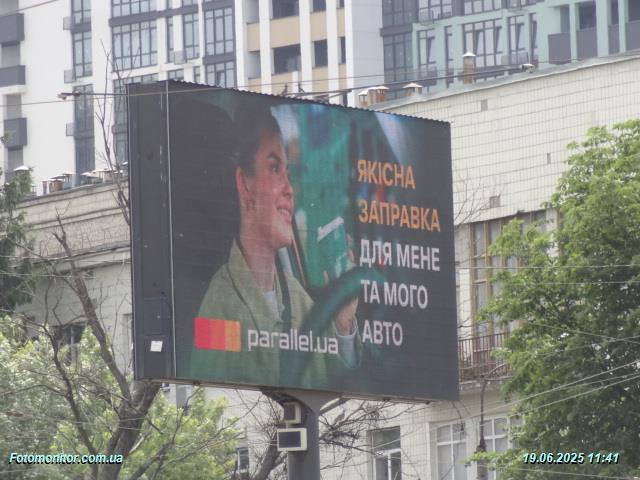 ЯКІСНА
ЗАПРАВКА
ДЛЯ МЕНЕ
ТА МОГО
АВТО
parallel.ua
Fotomonitor.com.ua
19.06.2025 11:41